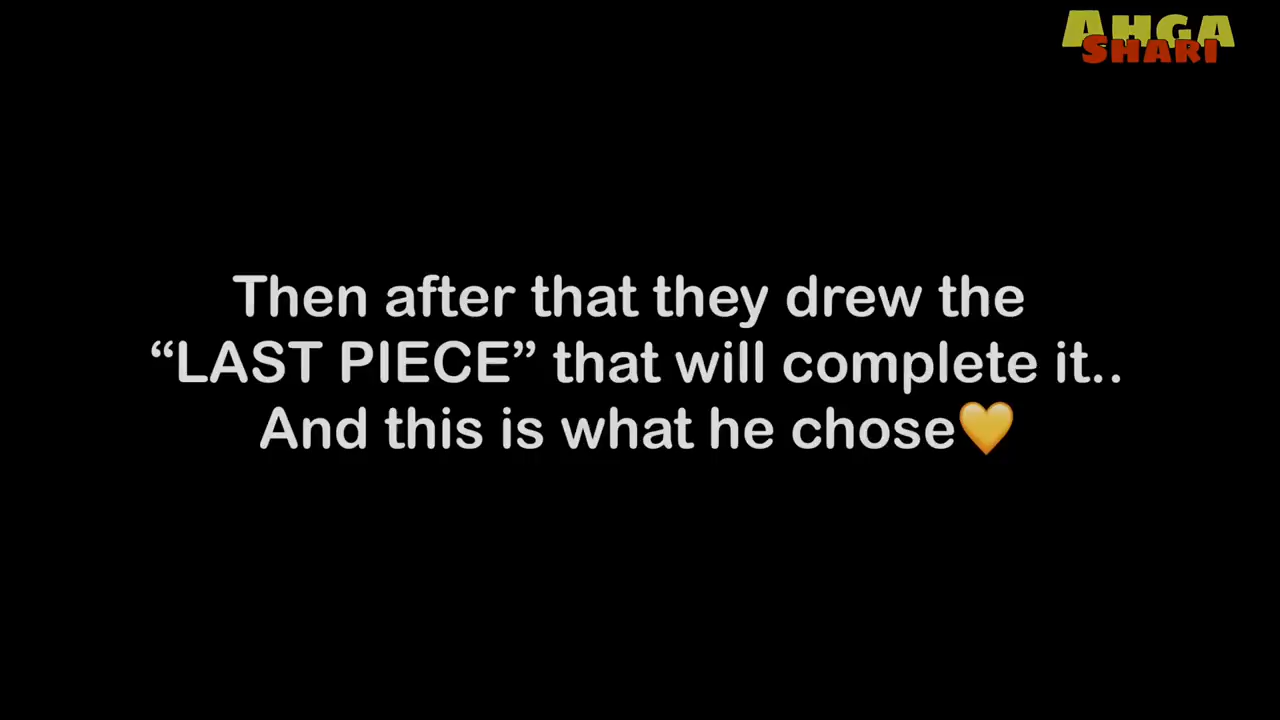 AHGA
SHARI
Then after that they drew the
“LAST PIECE” that will complete it..
And this is what he chose💛